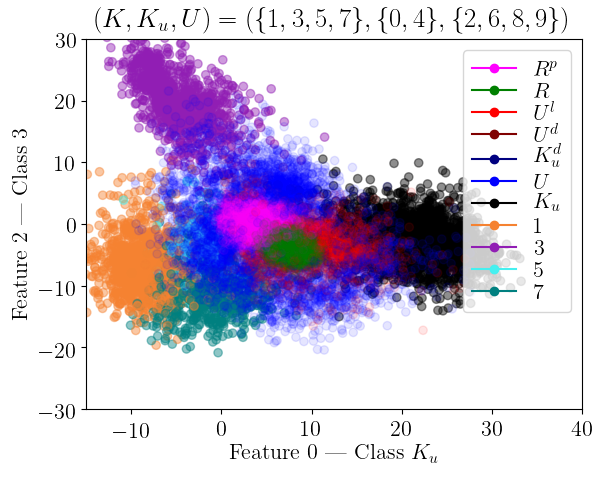 (K, K_u, U) = ({1, 3, 5, 7}, {0, 4}, {2, 6, 8, 9})
30
20
10
0
−10
−20
−30
Feature 2 — Class 3
R^p
R
U^l
U^d
K_u^d
U
K_u
1
3
5
7
−10
0
10
20
30
40
Feature 0 — Class K_u